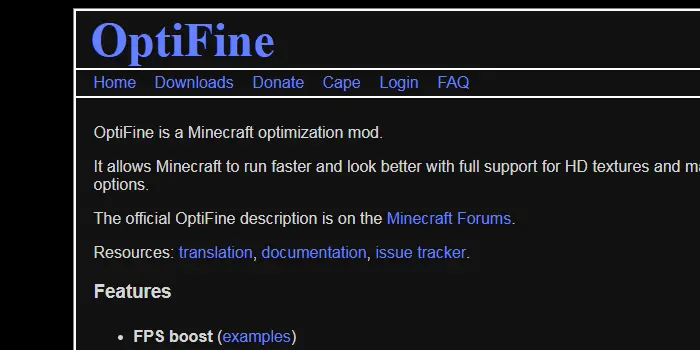 OptiFine
Home Downloads Donate Cape Login FAQ
OptiFine is a Minecraft optimization mod.
It allows Minecraft to run faster and look better with full support for HD textures and
options.
The official OptiFine description is on the Minecraft Forums.
Resources: translation, documentation, issue tracker.
Features
• FPS boost (examples)